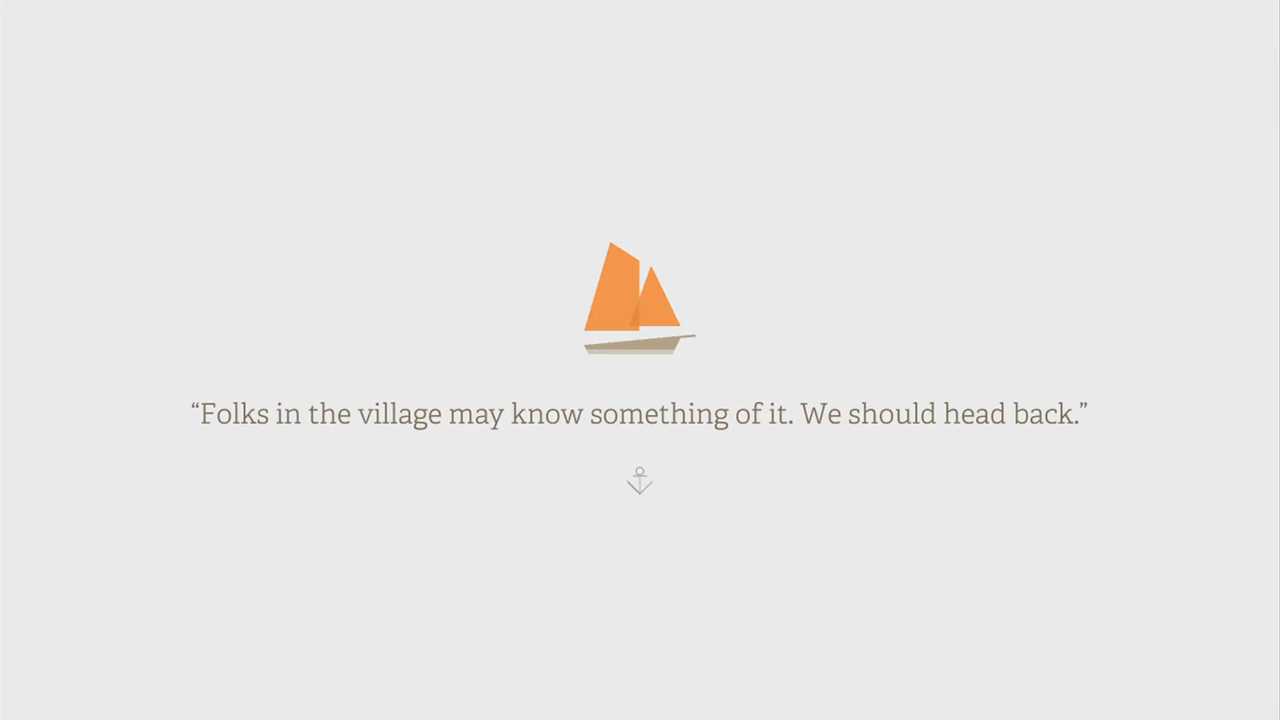 “Folks in the village may know something of it. We should head back.”